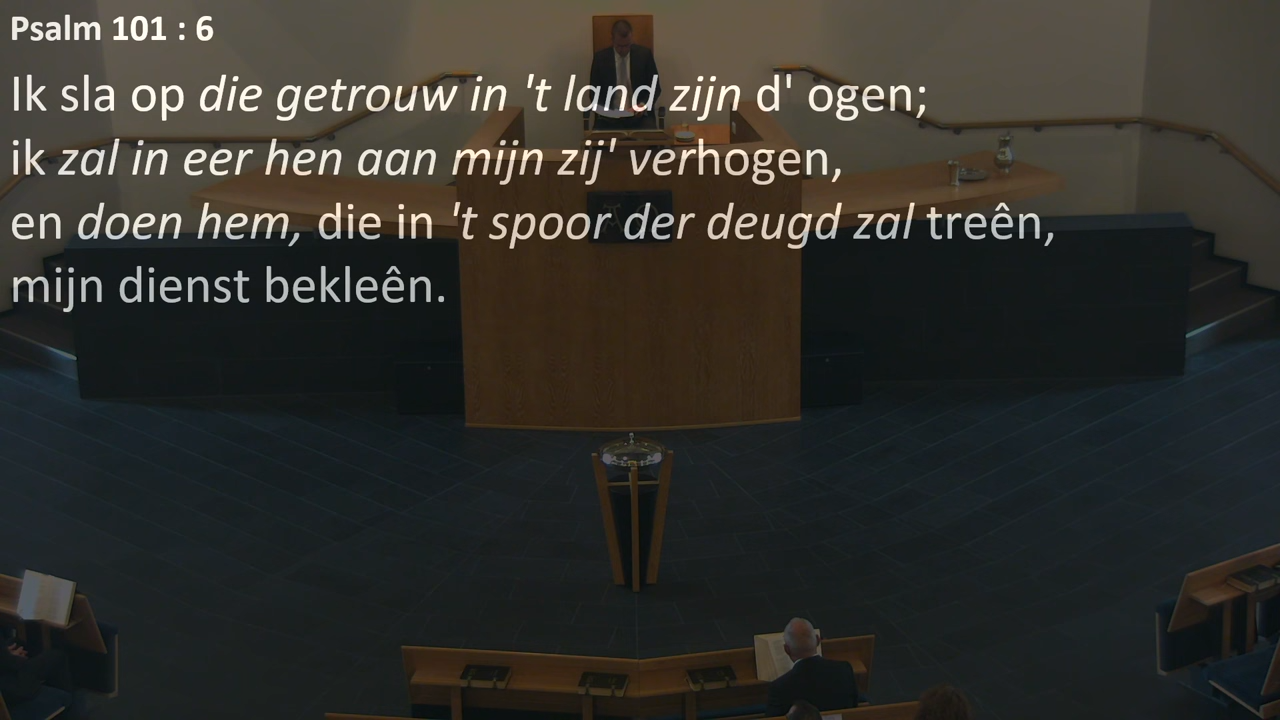 Psalm 101 : 6
Ik sla op die getrouw in 't land zijn d' ogen;
ik zal in eer hen aan mijn zij' verhogen,
en doen hem, die in 't spoor der deugd zal treên,
mijn dienst bekleên.